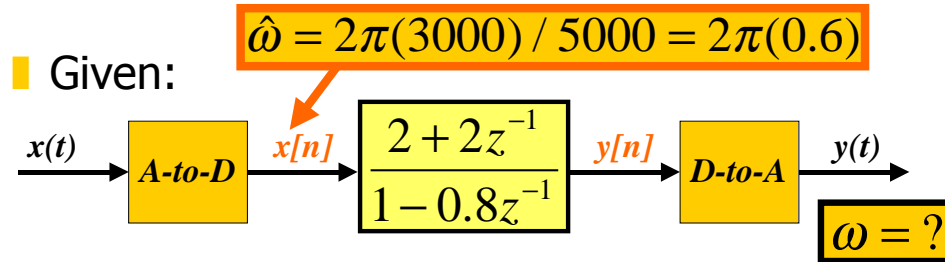 ω̂ = 2π(3000) / 5000 = 2π(0.6)
Given:
x(t) A-to-D x[n] (2 + 2z⁻¹) / (1 − 0.8z⁻¹) y[n] D-to-A y(t)
ω = ?